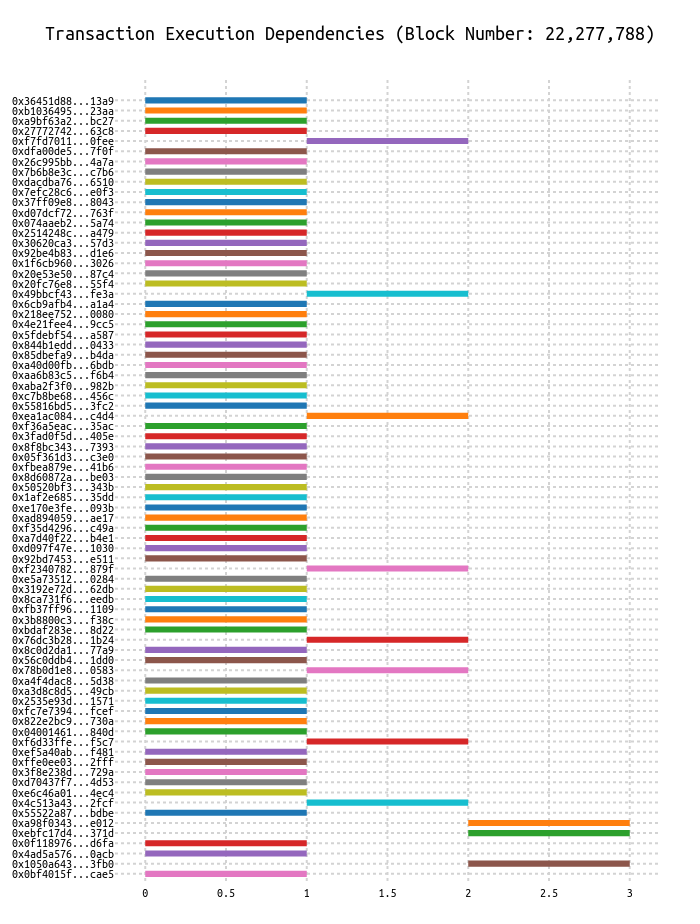 Transaction Execution Dependencies (Block Number: 22,277,788)
0x36451d88...13a9
0xb1036495...23aa
0xa9bf63a2...bc27
0x27772742...63c8
0xf7fd7011...0fee
0xdfa00de5...7f0f
0x26c995bb...4a7a
0x7b6b8e3c...c7b6
0xdacdba76...6510
0x7efc28c6...e0f3
0x37ff09e8...8043
0xd07dcf72...763f
0x074aaeb2...5a74
0x2514248c...a479
0x30620ca3...57d3
0x92be4b83...d1e6
0x1f6cb960...3026
0x20e53e50...87c4
0x20fc76e8...55f4
0x49bbcf43...fe3a
0x6cb9afb4...a1a4
0x218ee752...0080
0x4e21fee4...9cc5
0x5fdebf54...a587
0x844b1edd...0433
0x85dbefa9...b4da
0xa40d00fb...6bdb
0xaa6b83c5...f6b4
0xaba2f3f0...982b
0xc7b8be68...456c
0x55816bd5...3fc2
0xea1ac084...c4d4
0xf36a5eac...35ac
0x3fad0f5d...405e
0x8f8bc343...7393
0x05f361d3...c3e0
0xfbea879e...41b6
0x8d60872a...be03
0x50520bf3...343b
0x1af2e685...35dd
0xe170e3fe...093b
0xad894059...ae17
0xf35d4296...c49a
0xa7d40f22...b4e1
0xd097f47e...1030
0x92bd7453...e511
0xf2340782...879f
0xe5a73512...0284
0x3192e72d...62db
0x8ca731f6...eedb
0xfb37ff96...1109
0x3b8800c3...f38c
0xbdaf283e...8d22
0x76dc3b28...1b24
0x8c0d2da1...77a9
0x56c0ddb4...1dd0
0x78b0d1e8...0583
0xa4f4dac8...5d38
0xa3d8c8d5...49cb
0x2535e93d...1571
0xfc7e7394...fcef
0x822e2bc9...730a
0x04001461...840d
0xf6d33ffe...f5c7
0xef5a40ab...f481
0xffe0ee03...2fff
0x3f8e238d...729a
0xd70437f7...4d53
0xe6c46a01...4ec4
0x4c513a43...2fcf
0x55522a87...bdbe
0xa98f0343...e012
0xebfc17d4...371d
0x0f118976...d6fa
0x4ad5a576...0acb
0x1050a643...3fb0
0x0bf4015f...cae5
0 0.5 1 1.5 2 2.5 3